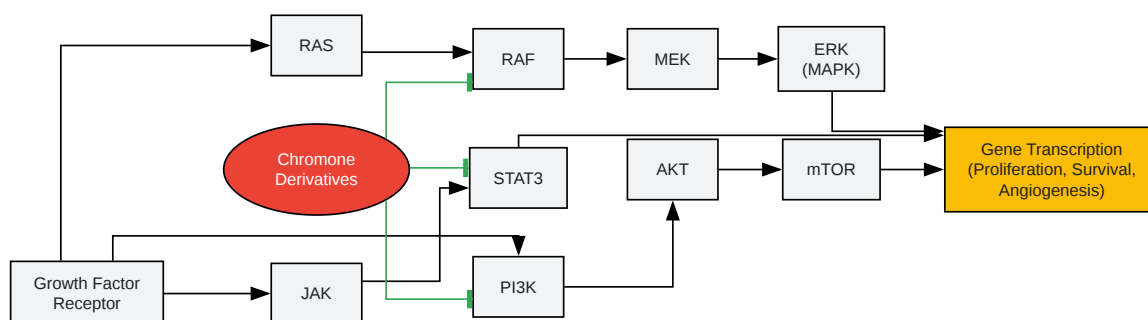 RAS
RAF
MEK
ERK
(MAPK)
Chromone
Derivatives
STAT3
AKT
mTOR
Gene Transcription
(Proliferation, Survival,
Angiogenesis)
Growth Factor
Receptor
JAK
PI3K